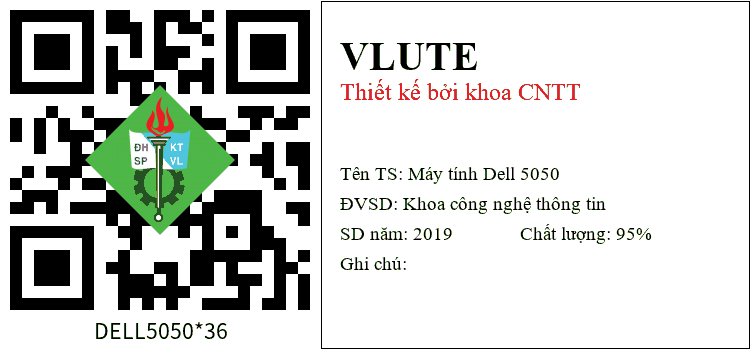 ĐH KT
SP VL
DELL5050*36
VLUTE
Thiết kế bởi khoa CNTT
Tên TS: Máy tính Dell 5050
ĐVSD: Khoa công nghệ thông tin
SD năm: 2019 Chất lượng: 95%
Ghi chú: